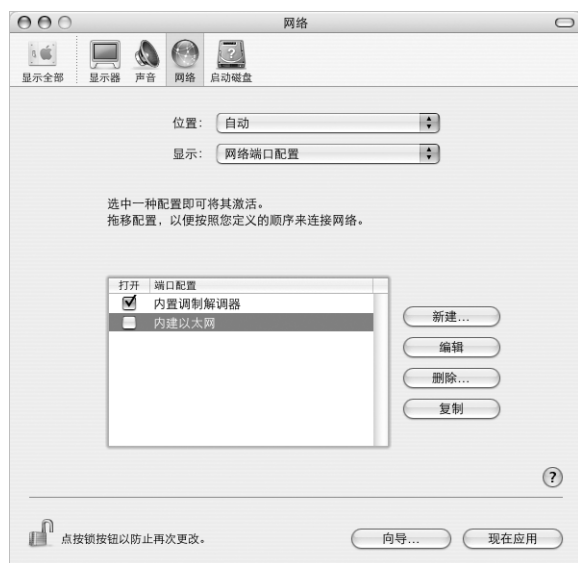 网络
显示全部 显示器 声音 网络 启动磁盘
位置: 自动
显示: 网络端口配置
选中一种配置即可将其激活。
拖移配置，以便按照您定义的顺序来连接网络。
打开 端口配置
内置调制解调器
内建以太网
新建...
编辑
删除...
复制
?
点按锁按钮以防止再次更改。
向导... 现在应用